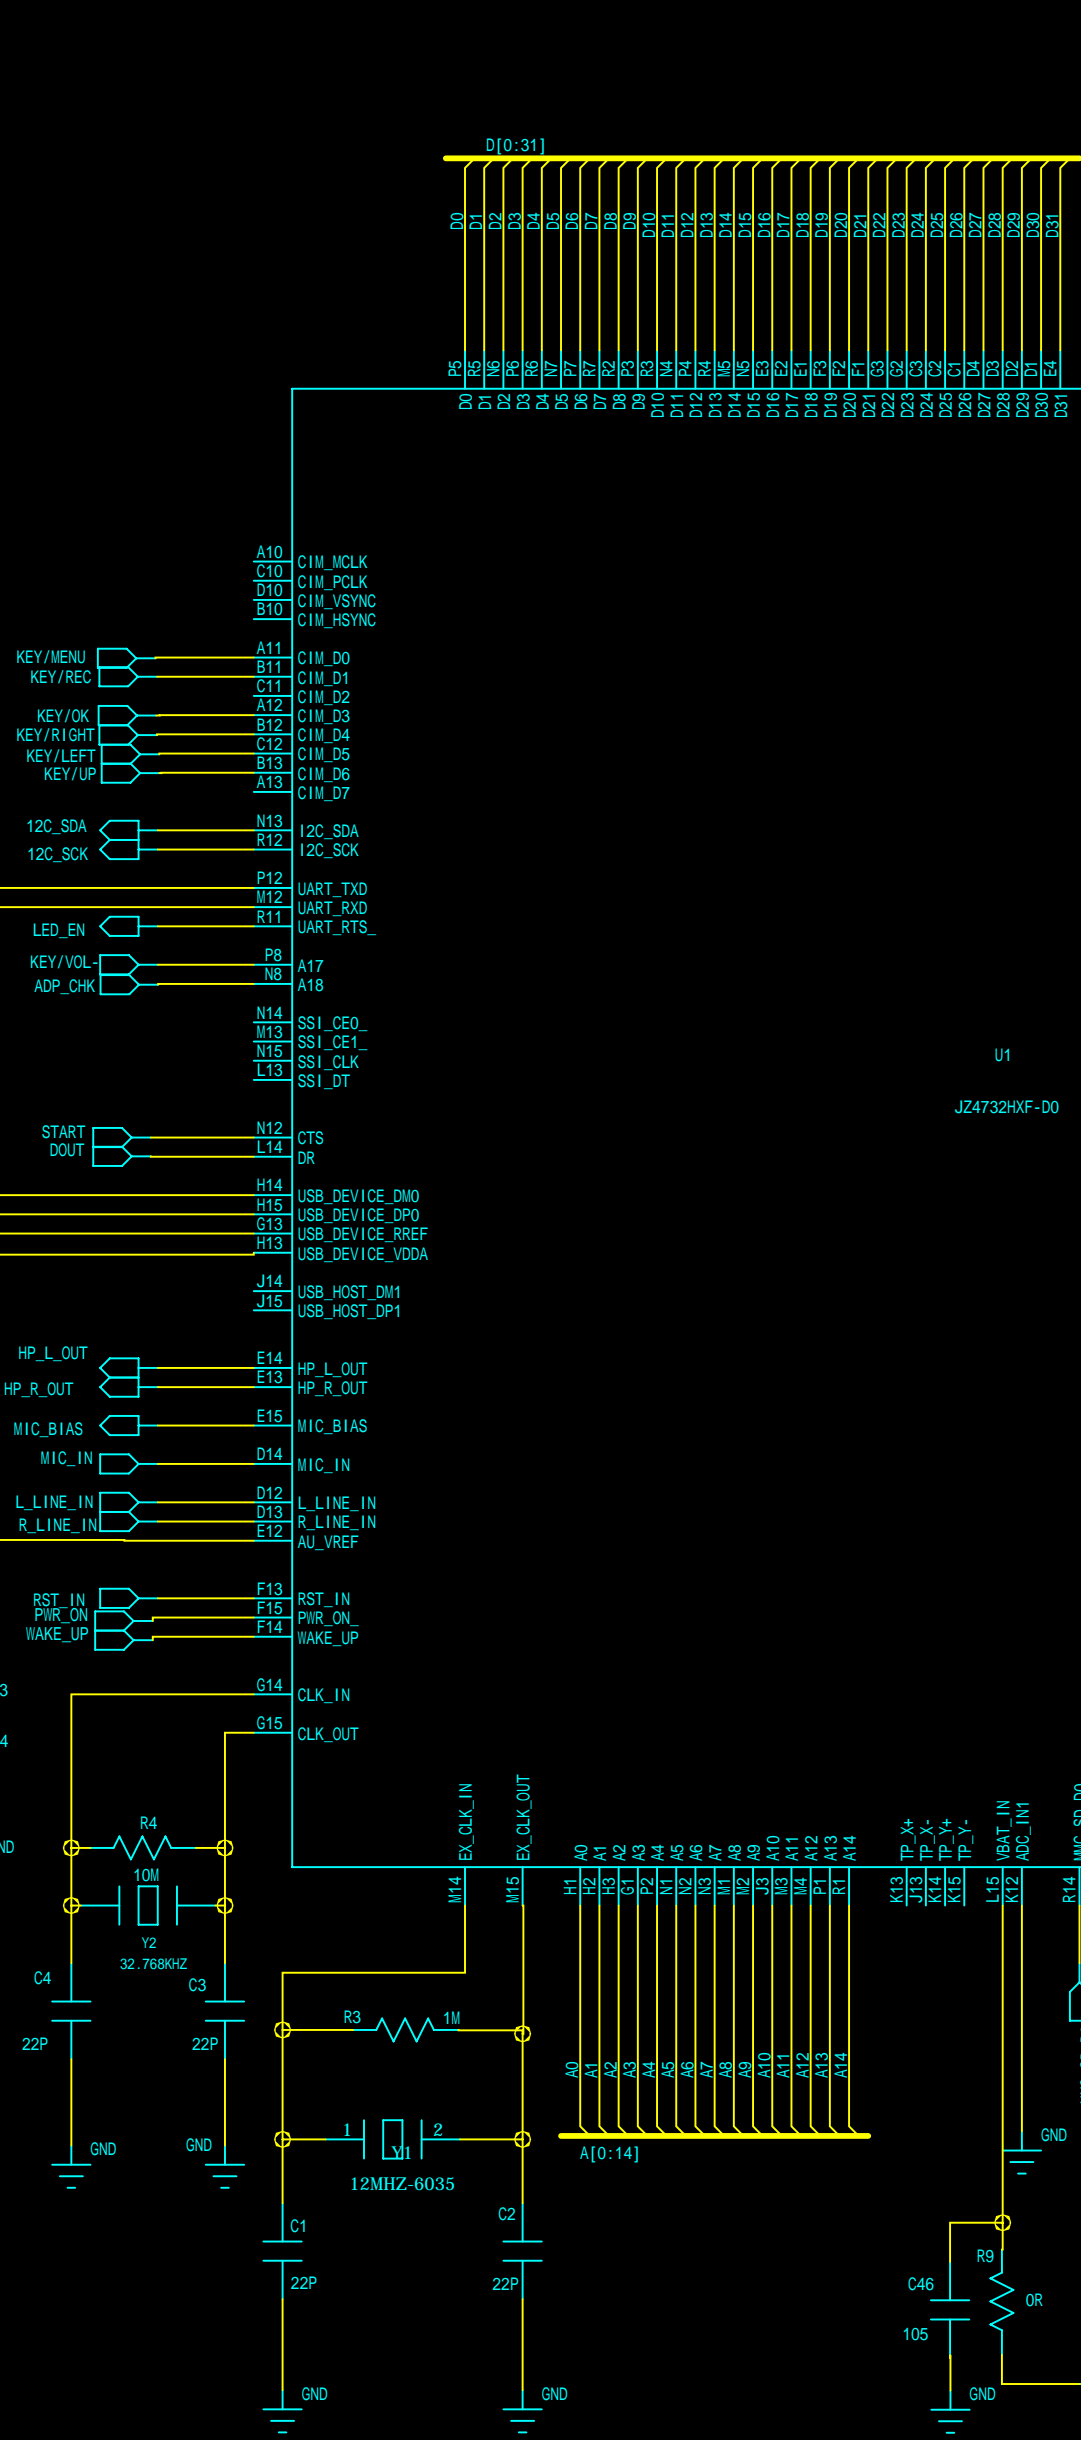 D[0:31]
D0 D1 D2 D3 D4 D5 D6 D7 D8 D9 D10 D11 D12 D13 D14 D15 D16 D17 D18 D19 D20 D21 D22 D23 D24 D25 D26 D27 D28 D29 D30 D31
P5 R5 N6 P6 R6 N7 P7 R7 R2 P3 R3 N4 P4 R4 M5 N5 E3 E2 E1 F3 F2 F1 G3 G2 C3 C2 C1 D4 D3 D2 D1 E4
D0 D1 D2 D3 D4 D5 D6 D7 D8 D9 D10 D11 D12 D13 D14 D15 D16 D17 D18 D19 D20 D21 D22 D23 D24 D25 D26 D27 D28 D29 D30 D31
A10 CIM_MCLK
C10 CIM_PCLK
D10 CIM_VSYNC
B10 CIM_HSYNC
KEY/MENU A11 CIM_D0
KEY/REC B11 CIM_D1
C11 CIM_D2
KEY/OK A12 CIM_D3
KEY/RIGHT B12 CIM_D4
KEY/LEFT C12 CIM_D5
KEY/UP B13 CIM_D6
A13 CIM_D7
12C_SDA N13 I2C_SDA
12C_SCK R12 I2C_SCK
P12 UART_TXD
M12 UART_RXD
LED_EN R11 UART_RTS_
KEY/VOL- P8 A17
ADP_CHK N8 A18
N14 SSI_CE0_
M13 SSI_CE1_
N15 SSI_CLK
L13 SSI_DT
U1
JZ4732HXF-D0
START N12 CTS
DOUT L14 DR
H14 USB_DEVICE_DM0
H15 USB_DEVICE_DP0
G13 USB_DEVICE_RREF
H13 USB_DEVICE_VDDA
J14 USB_HOST_DM1
J15 USB_HOST_DP1
HP_L_OUT E14 HP_L_OUT
HP_R_OUT E13 HP_R_OUT
MIC_BIAS E15 MIC_BIAS
MIC_IN D14 MIC_IN
L_LINE_IN D12 L_LINE_IN
R_LINE_IN D13 R_LINE_IN
E12 AU_VREF
RST_IN F13 RST_IN
PWR_ON F15 PWR_ON_
WAKE_UP F14 WAKE_UP
3
G14 CLK_IN
4
G15 CLK_OUT
EX_CLK_IN EX_CLK_OUT A0 A1 A2 A3 A4 A5 A6 A7 A8 A9 A10 A11 A12 A13 A14 TP_X+ TP_X- TP_Y+ TP_Y- VBAT_IN ADC_IN1
M14 M15 H1 H2 H3 G1 P2 N1 N2 N3 M1 M2 J3 M3 M4 P1 R1 K13 J13 K14 K15 L15 K12 R14
R4
10M
Y2
32.768KHZ
C4
22P
C3
22P
GND
GND
R3 1M
1 Y1 2
12MHZ-6035
A0 A1 A2 A3 A4 A5 A6 A7 A8 A9 A10 A11 A12 A13 A14
A[0:14]
GND
C1
22P
C2
22P
GND
GND
R9
0R
C46
105
GND